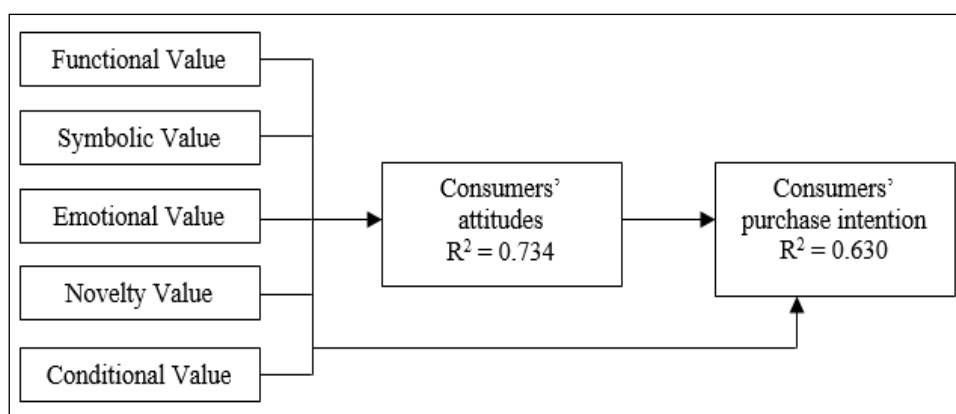 Functional Value
Symbolic Value
Emotional Value
Novelty Value
Conditional Value
Consumers’
attitudes
R² = 0.734
Consumers’
purchase intention
R² = 0.630